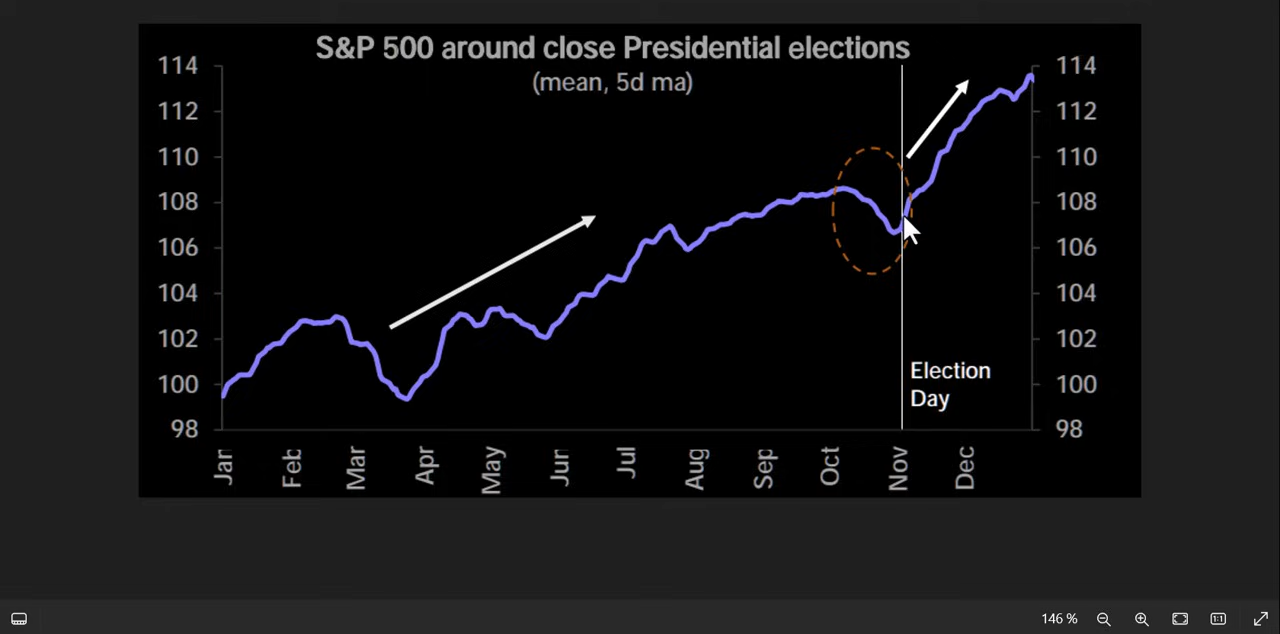 S&P 500 around close Presidential elections
(mean, 5d ma)
114
112
110
108
106
104
102
100
98
114
112
110
108
106
104
102
100
98
Election
Day
Jan
Feb
Mar
Apr
May
Jun
Jul
Aug
Sep
Oct
Nov
Dec
146 %
1:1